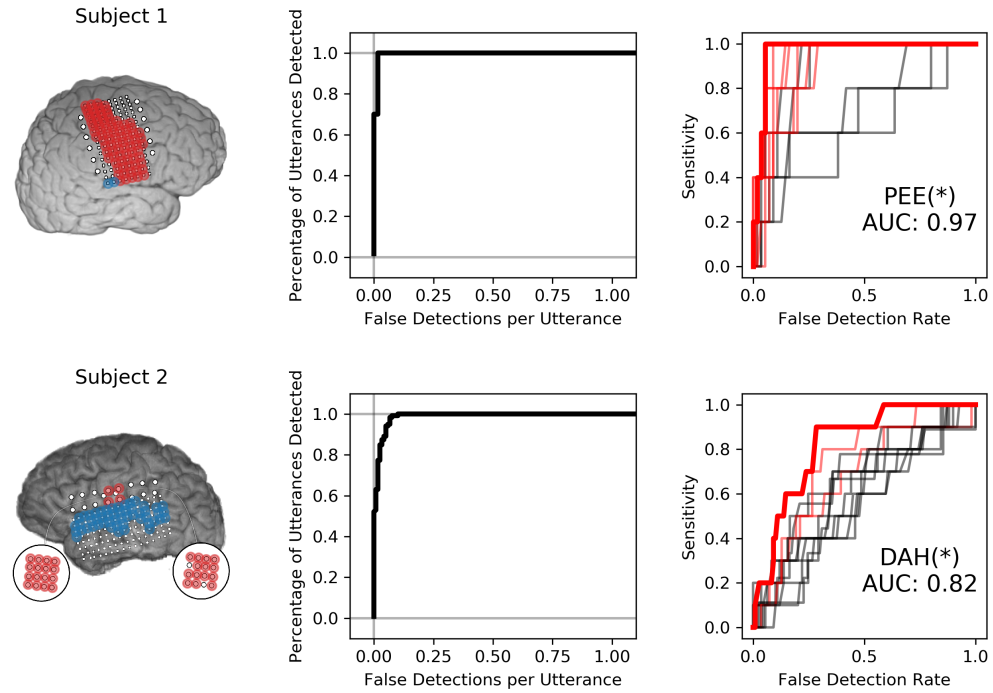 Subject 1
Percentage of Utterances Detected
1.0
0.8
0.6
0.4
0.2
0.0
0.00 0.25 0.50 0.75 1.00
False Detections per Utterance
Sensitivity
1.0
0.8
0.6
0.4
0.2
0.0
PEE(*)
AUC: 0.97
0.0 0.5 1.0
False Detection Rate
Subject 2
Percentage of Utterances Detected
1.0
0.8
0.6
0.4
0.2
0.0
0.00 0.25 0.50 0.75 1.00
False Detections per Utterance
Sensitivity
1.0
0.8
0.6
0.4
0.2
0.0
DAH(*)
AUC: 0.82
0.0 0.5 1.0
False Detection Rate